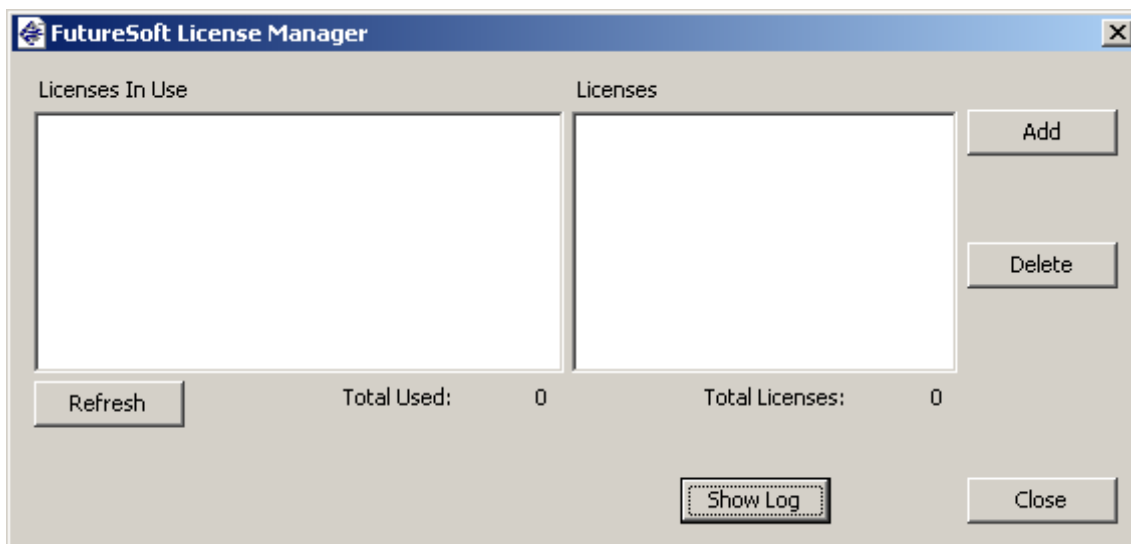 FutureSoft License Manager
Licenses In Use
Licenses
Add
Delete
Refresh
Total Used: 0
Total Licenses: 0
Show Log
Close